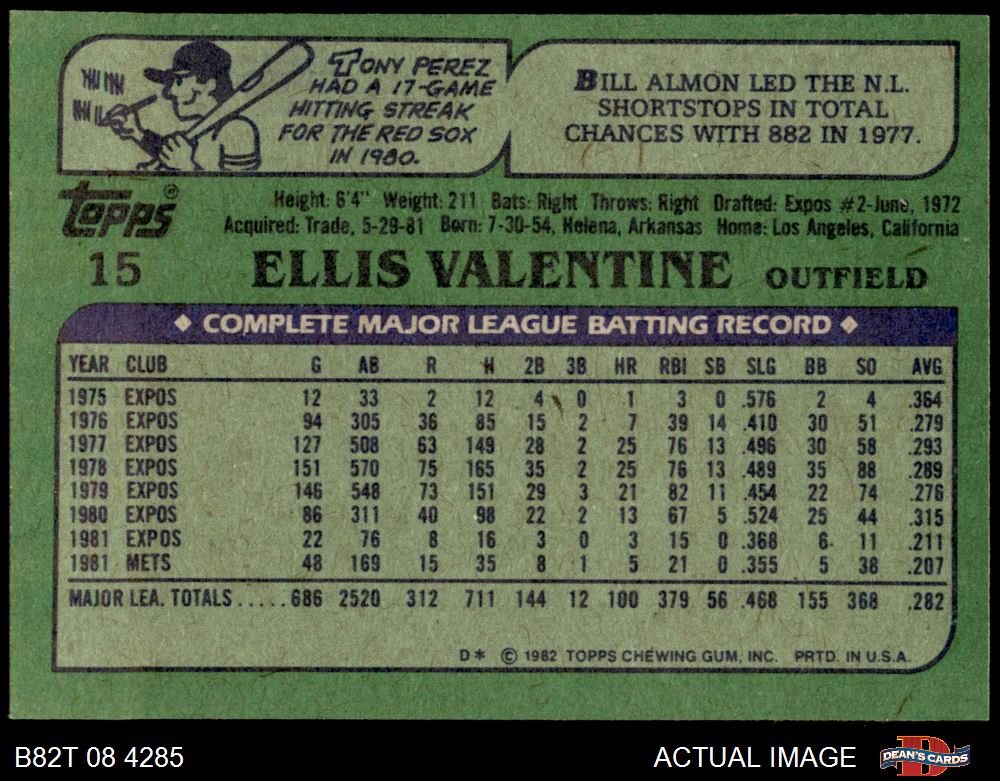 TONY PEREZ
HAD A 17-GAME
HITTING STREAK
FOR THE RED SOX
IN 1980.
BILL ALMON LED THE N.L.
SHORTSTOPS IN TOTAL
CHANCES WITH 882 IN 1977.
topps®
Height: 6'4" Weight: 211 Bats: Right Throws: Right Drafted: Expos #2-June, 1972
Acquired: Trade, 5-29-81 Born: 7-30-54, Helena, Arkansas Home: Los Angeles, California
15 ELLIS VALENTINE OUTFIELD
◆ COMPLETE MAJOR LEAGUE BATTING RECORD ◆
YEAR CLUB G AB R H 2B 3B HR RBI SB SLG BB SO AVG
1975 EXPOS 12 33 2 12 4 0 1 3 0 .576 2 4 .364
1976 EXPOS 94 305 36 85 15 2 7 39 14 .410 30 51 .279
1977 EXPOS 127 508 63 149 28 2 25 76 13 .496 30 58 .293
1978 EXPOS 151 570 75 165 35 2 25 76 13 .489 35 88 .289
1979 EXPOS 146 548 73 151 29 3 21 82 11 .454 22 74 .276
1980 EXPOS 86 311 40 98 22 2 13 67 5 .524 25 44 .315
1981 EXPOS 22 76 8 16 3 0 3 15 0 .368 6 11 .211
1981 METS 48 169 15 35 8 1 5 21 0 .355 5 38 .207
MAJOR LEA. TOTALS.....686 2520 312 711 144 12 100 379 56 .468 155 368 .282
D* © 1982 TOPPS CHEWING GUM, INC. PRTD. IN U.S.A.
B82T 08 4285 ACTUAL IMAGE DEAN'S CARDS